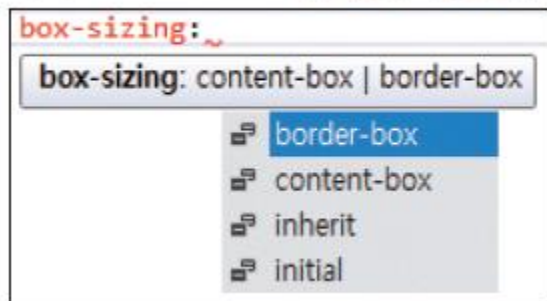 box-sizing:
box-sizing: content-box | border-box
border-box
content-box
inherit
initial